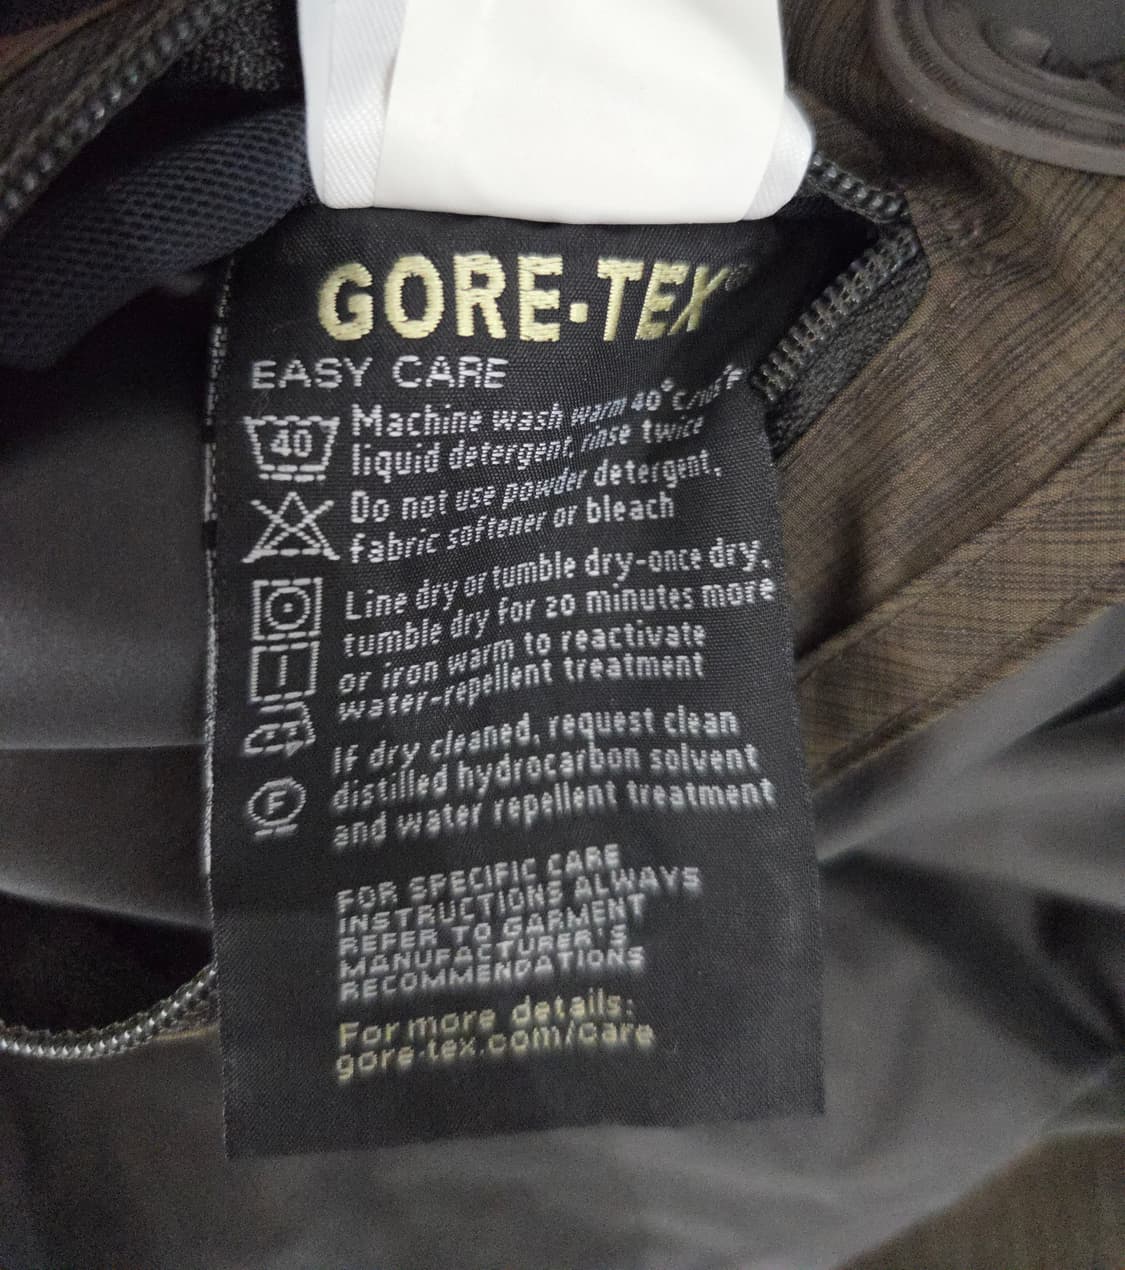 GORE-TEX®
EASY CARE
40
Machine wash warm 40°C/105°F
liquid detergent, rinse twice
Do not use powder detergent,
fabric softener or bleach
Line dry or tumble dry-once dry,
tumble dry for 20 minutes more
or iron warm to reactivate
water-repellent treatment
F
If dry cleaned, request clean
distilled hydrocarbon solvent
and water repellent treatment
FOR SPECIFIC CARE
INSTRUCTIONS ALWAYS
REFER TO GARMENT
MANUFACTURER'S
RECOMMENDATIONS
For more details:
gore-tex.com/care